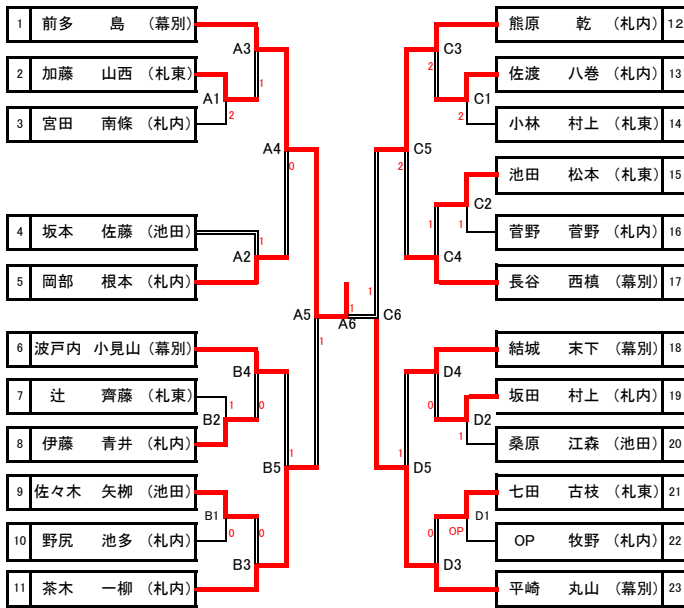 1 前多 島 (幕別)
A3
1
2 加藤 山西 (札東)
A1
2
3 宮田 南條 (札内)
A4
0
4 坂本 佐藤 (池田)
1
A2
5 岡部 根本 (札内)
A5
1
6 波戸内 小見山 (幕別)
B4
0
7 辻 齊藤 (札東)
1
B2
8 伊藤 青井 (札内)
B5
1
9 佐々木 矢栁 (池田)
B1
0
0
10 野尻 池多 (札内)
B3
11 茶木 一柳 (札内)
1
A6
1
C6
熊原 乾 (札内) 12
C3
2
佐渡 八巻 (札内) 13
C1
2
小林 村上 (札東) 14
C5
2
池田 松本 (札東) 15
C2
1
1
菅野 菅野 (札内) 16
C4
長谷 西槙 (幕別) 17
結城 末下 (幕別) 18
D4
0
坂田 村上 (札内) 19
D2
1
桑原 江森 (池田) 20
D5
1
七田 古枝 (札東) 21
D1
OP
0
OP 牧野 (札内) 22
D3
平崎 丸山 (幕別) 23